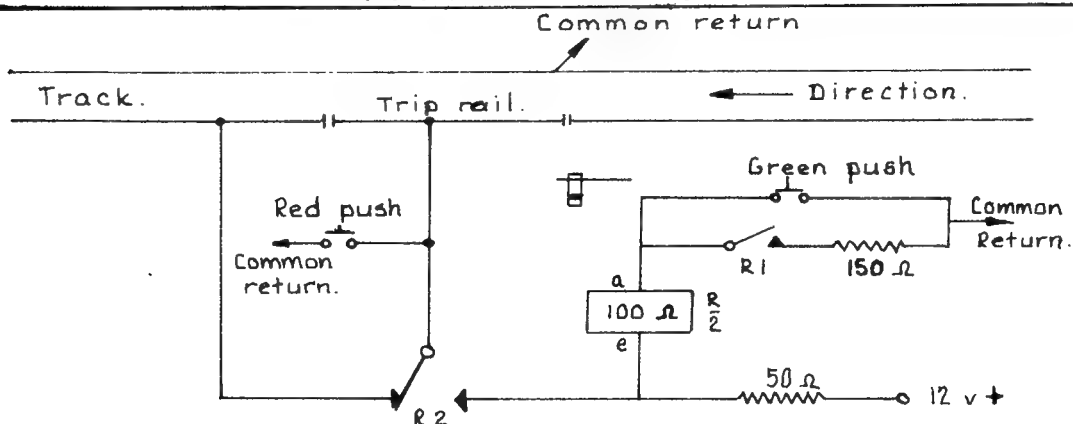 Common return
Track.
Trip rail.
Direction.
Green push
Red push
Common
Return.
Common
return.
R1
150 Ω
a
100 Ω
R
2
e
50 Ω
12 v +
R2